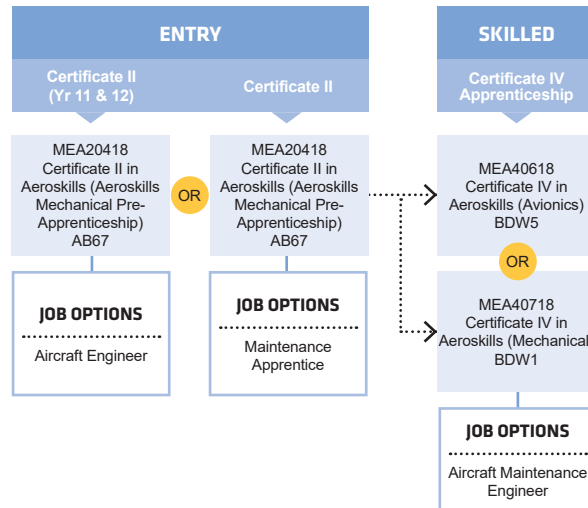 ENTRY
SKILLED
Certificate II
(Yr 11 & 12)
Certificate II
Certificate IV
Apprenticeship
MEA20418
Certificate II in
Aeroskills (Aeroskills
Mechanical Pre-
Apprenticeship)
AB67
OR
MEA20418
Certificate II in
Aeroskills (Aeroskills
Mechanical Pre-
Apprenticeship)
AB67
MEA40618
Certificate IV in
Aeroskills (Avionics)
BDW5
OR
MEA40718
Certificate IV in
Aeroskills (Mechanical)
BDW1
JOB OPTIONS
Aircraft Engineer
JOB OPTIONS
Maintenance
Apprentice
JOB OPTIONS
Aircraft Maintenance
Engineer